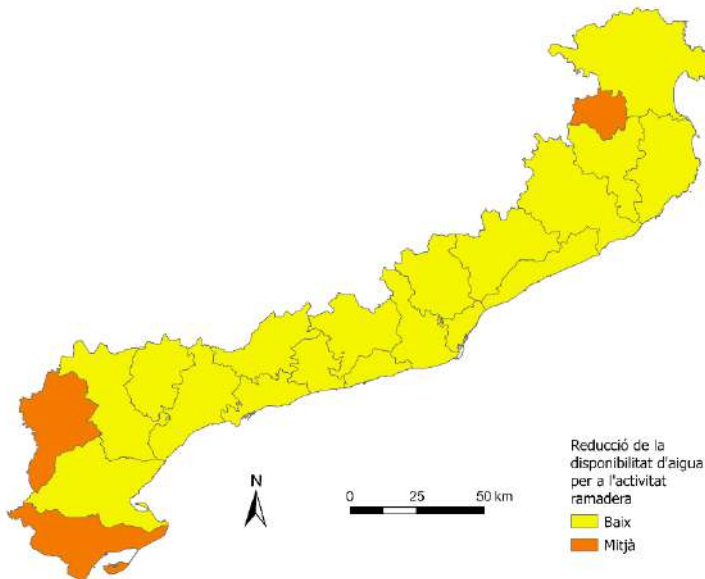 N
0 25 50 km
Reducció de la
disponibilitat d'aigua
per a l'activitat
ramadera
Baix
Mitjà